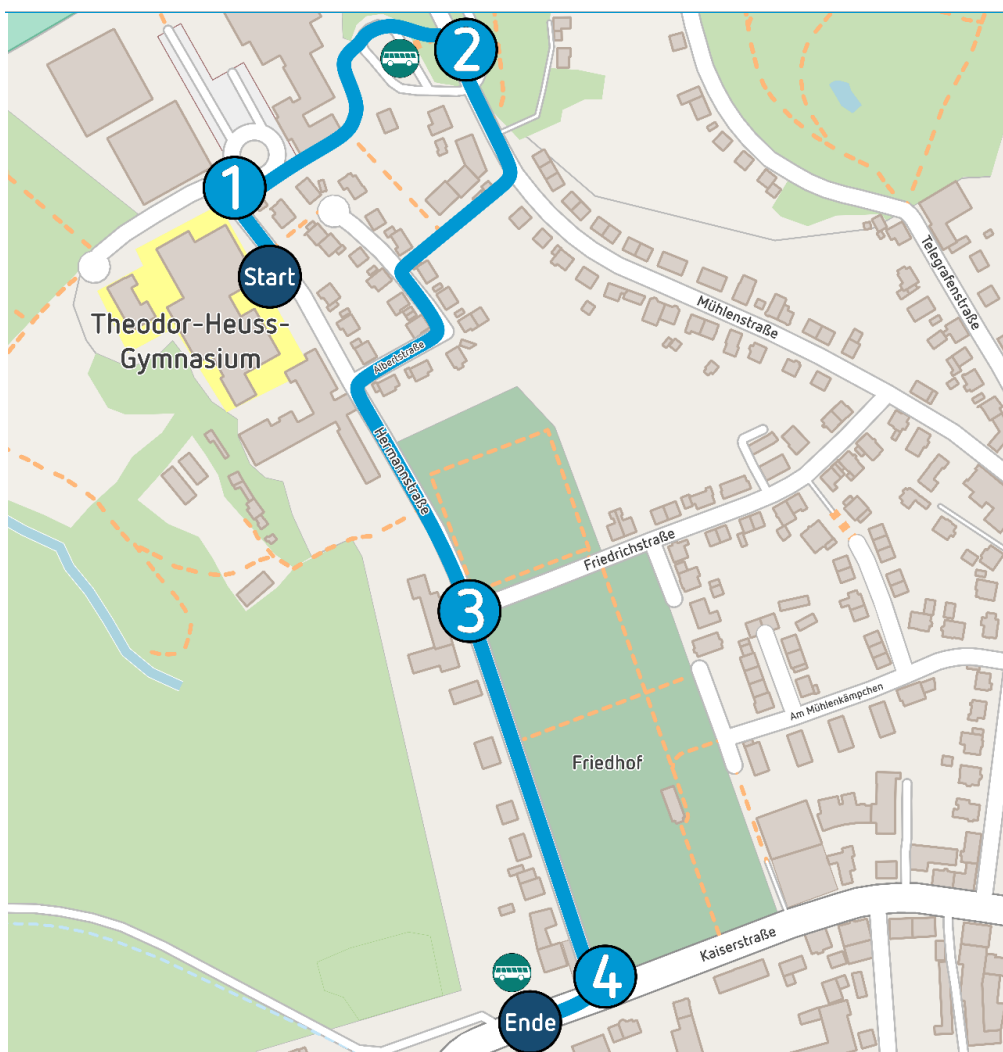 2
1
Start
Theodor-Heuss-
Gymnasium
Telegrafenstraße
Mühlenstraße
Albertstraße
Hermannstraße
Friedrichstraße
3
Am Mühlenkämpchen
Friedhof
Kaiserstraße
4
Ende